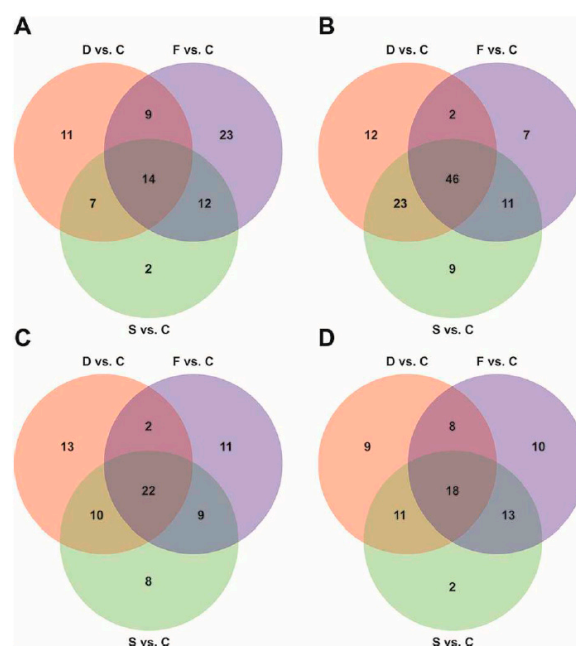 A
B
D vs. C F vs. C
D vs. C F vs. C
9
2
11 23
12 7
14
46
7 12
23 11
2
9
S vs. C
S vs. C
C
D
D vs. C F vs. C
D vs. C F vs. C
2
8
13 11
9 10
22
18
10 9
11 13
8
2
S vs. C
S vs. C